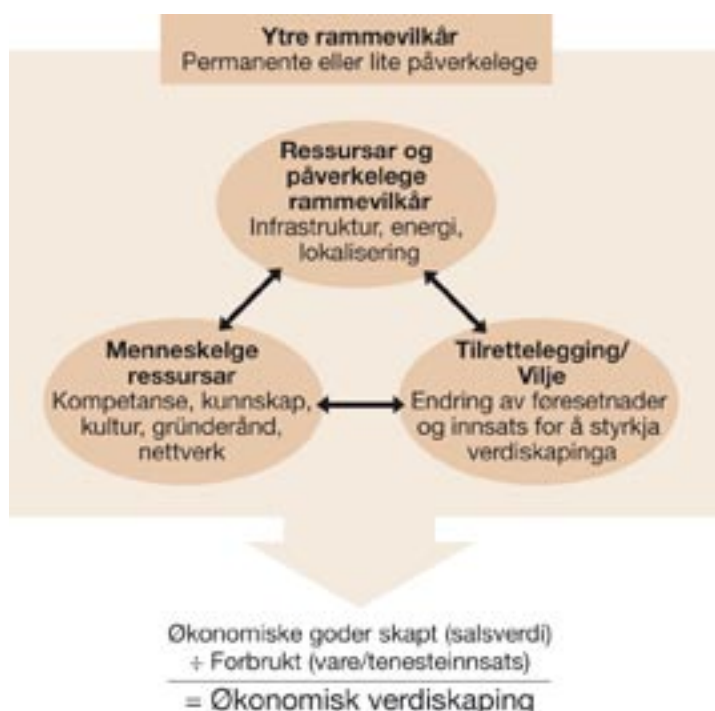 Ytre rammevilkår
Permanente eller lite påverkelege
Ressursar og
påverkelege
rammevilkår
Infrastruktur, energi,
lokalisering
Menneskelge
ressursar
Kompetanse, kunnskap,
kultur, gründerånd,
nettverk
Tilrettelegging/
Vilje
Endring av føresetnader
og innsats for å styrkja
verdiskapinga
Økonomiske goder skapt (salsverdi)
÷ Forbrukt (vare/tenesteinnsats)
= Økonomisk verdiskaping